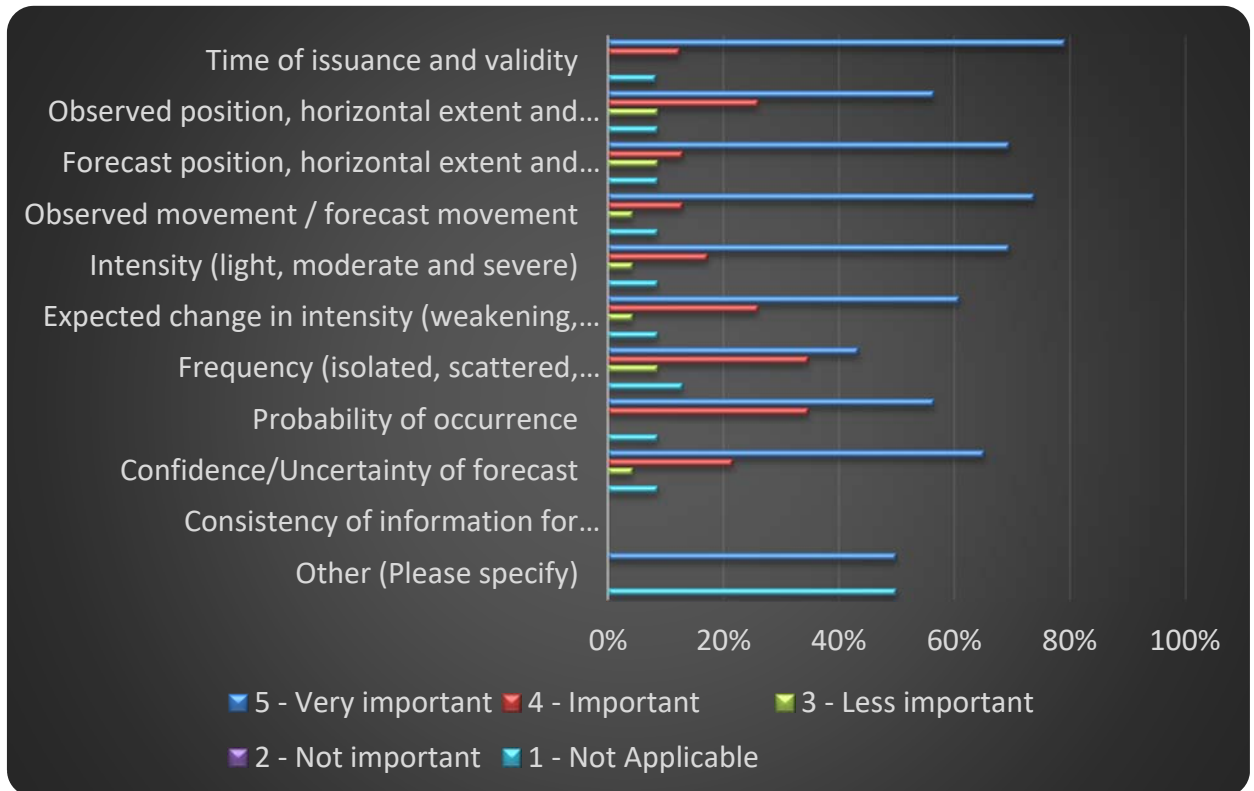 Time of issuance and validity
Observed position, horizontal extent and...
Forecast position, horizontal extent and...
Observed movement / forecast movement
Intensity (light, moderate and severe)
Expected change in intensity (weakening,...
Frequency (isolated, scattered,...
Probability of occurrence
Confidence/Uncertainty of forecast
Consistency of information for...
Other (Please specify)
0% 20% 40% 60% 80% 100%
5 - Very important 4 - Important 3 - Less important
2 - Not important 1 - Not Applicable